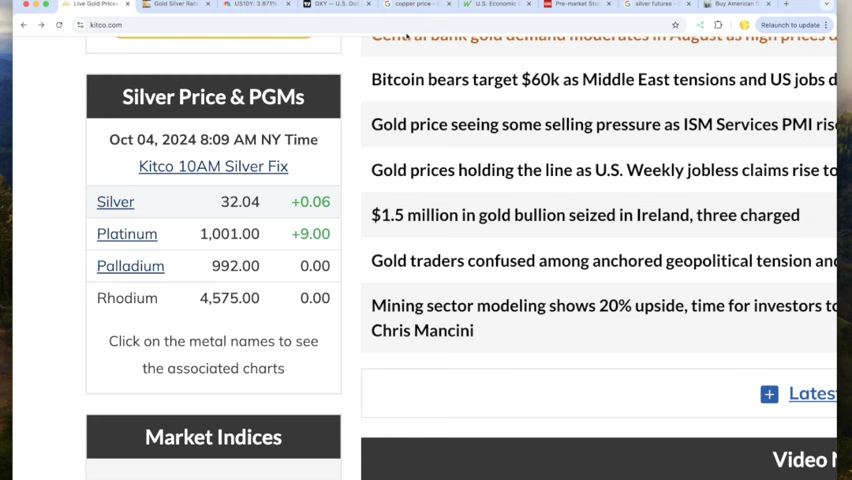 Live Gold Prices
Gold Silver Rat
US10Y: 3.871%
DXY — U.S. Dol
copper price - G
U.S. Economic
Pre-market Sto
silver futures - G
Buy American S
kitco.com
Relaunch to update
Central bank gold demand moderates in August as high prices d
Silver Price & PGMs
Oct 04, 2024 8:09 AM NY Time
Kitco 10AM Silver Fix
Silver 32.04 +0.06
Platinum 1,001.00 +9.00
Palladium 992.00 0.00
Rhodium 4,575.00 0.00
Click on the metal names to see
the associated charts
Market Indices
Bitcoin bears target $60k as Middle East tensions and US jobs d
Gold price seeing some selling pressure as ISM Services PMI rise
Gold prices holding the line as U.S. Weekly jobless claims rise to
$1.5 million in gold bullion seized in Ireland, three charged
Gold traders confused among anchored geopolitical tension and
Mining sector modeling shows 20% upside, time for investors to
Chris Mancini
Lates
Video N